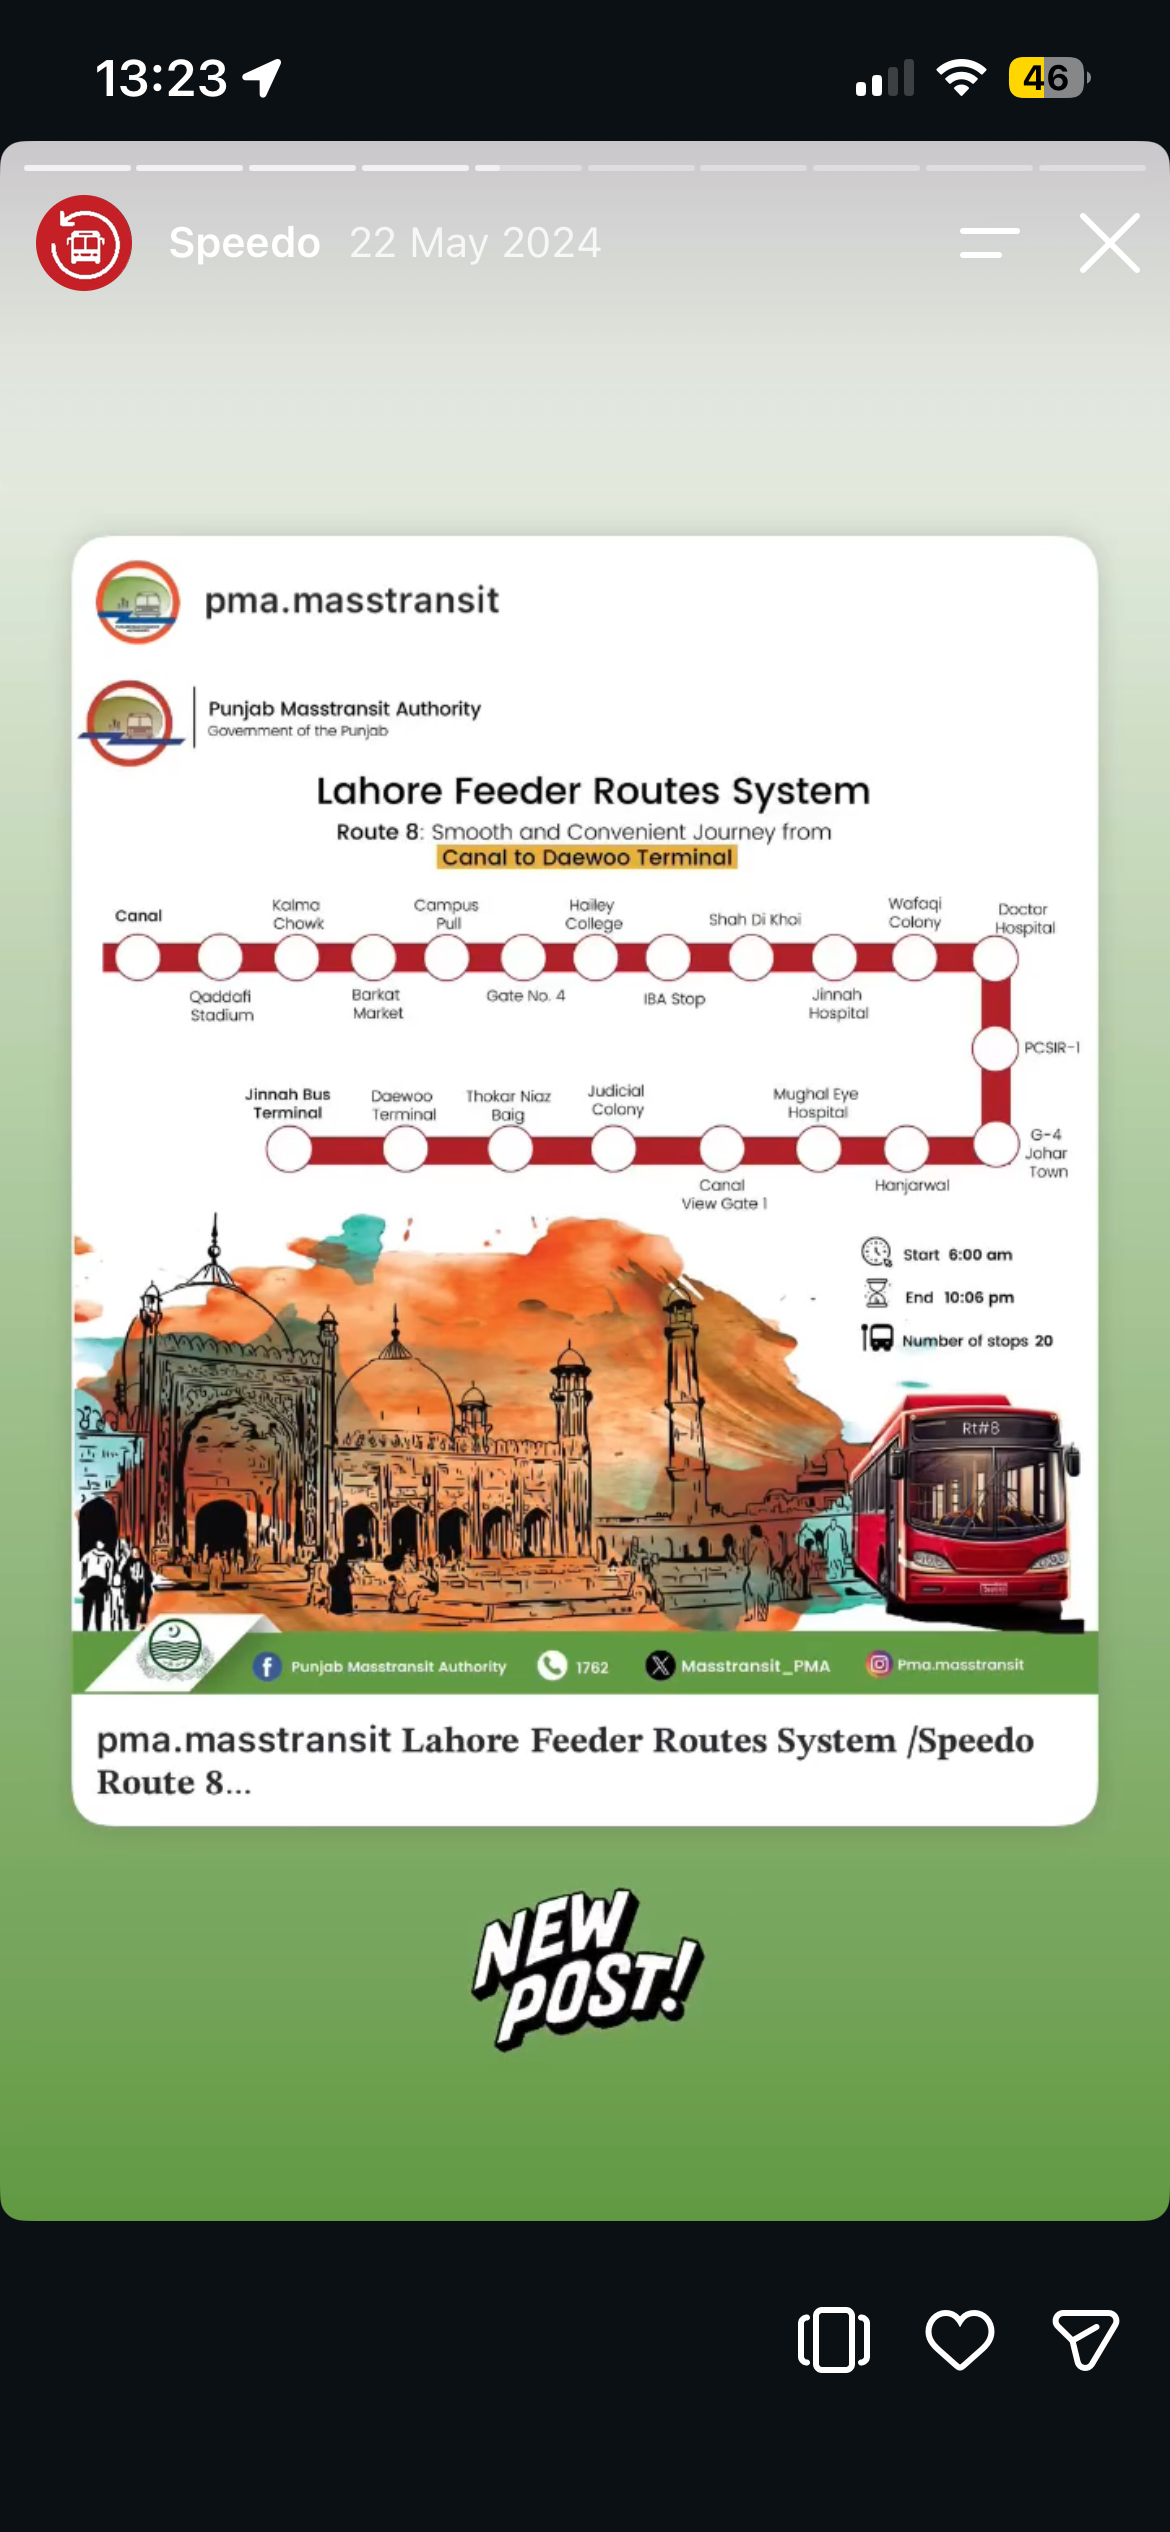 13:23
46
Speedo 22 May 2024
pma.masstransit
Punjab Masstransit Authority
Government of the Punjab
Lahore Feeder Routes System
Route 8: Smooth and Convenient Journey from
Canal to Daewoo Terminal
Canal
Qaddafi
Stadium
Kalma
Chowk
Barkat
Market
Campus
Pull
Gate No. 4
Hailey
College
IBA Stop
Shah Di Khoi
Jinnah
Hospital
Wafaqi
Colony
Doctor
Hospital
PCSIR-1
G-4
Johar
Town
Hanjarwal
Mughal Eye
Hospital
Canal
View Gate 1
Judicial
Colony
Thokar Niaz
Baig
Daewoo
Terminal
Jinnah Bus
Terminal
Start 6:00 am
End 10:06 pm
Number of stops 20
Rt#8
Punjab Masstransit Authority
1762
Masstransit_PMA
Pma.masstransit
pma.masstransit Lahore Feeder Routes System /Speedo
Route 8...
NEW
POST!